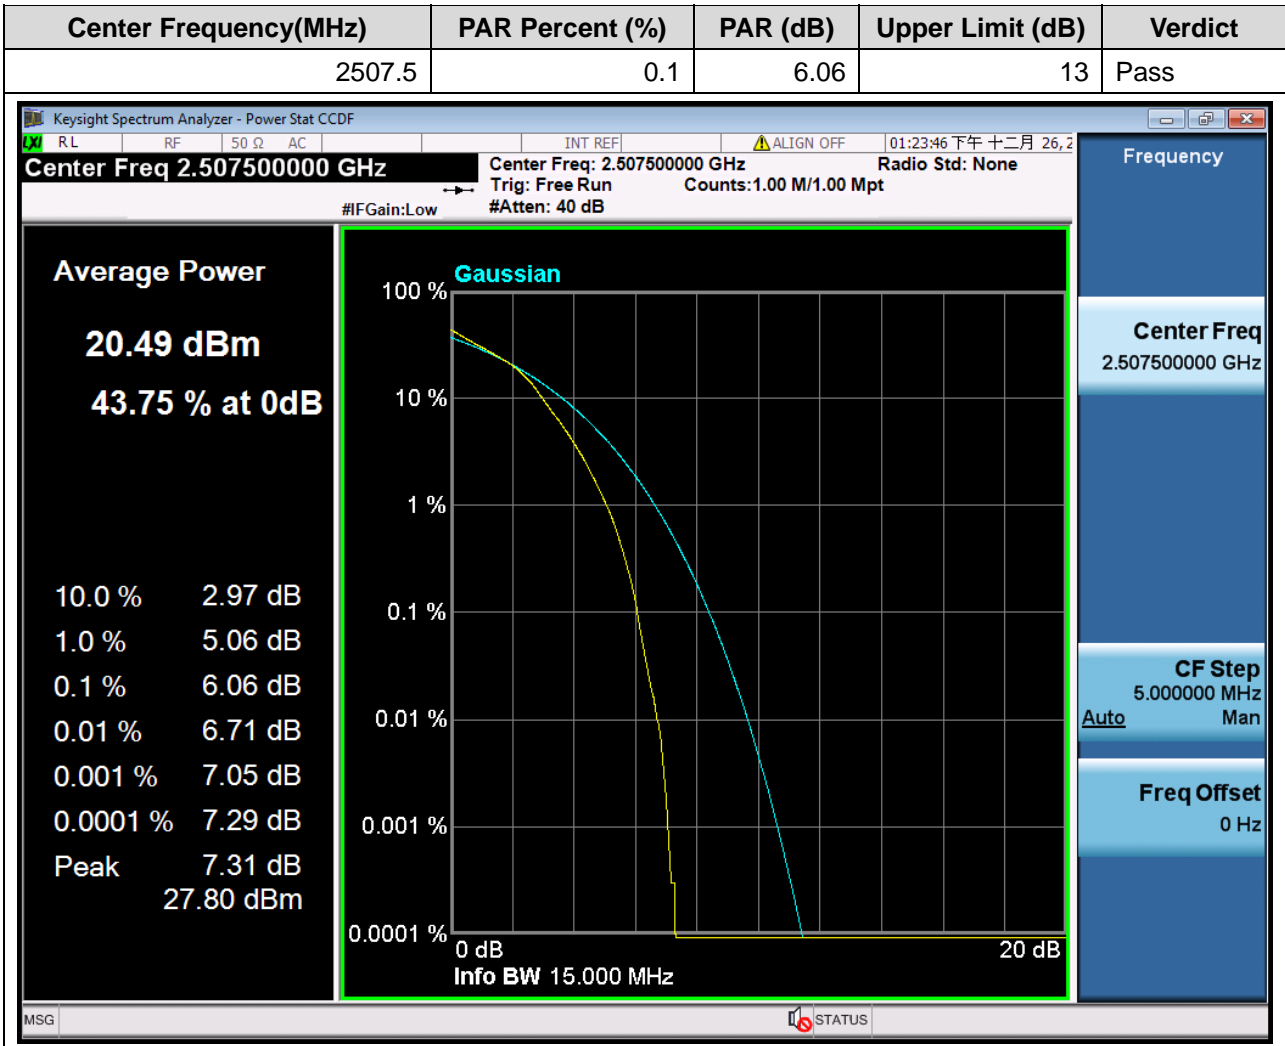 Center Frequency(MHz) PAR Percent (%) PAR (dB) Upper Limit (dB) Verdict
2507.5 0.1 6.06 13 Pass
Keysight Spectrum Analyzer - Power Stat CCDF
LXI RL RF 50 Ω AC INT REF ALIGN OFF 01:23:46 下午 十二月 26, 2
Center Freq 2.507500000 GHz
Center Freq: 2.507500000 GHz Radio Std: None
Trig: Free Run Counts:1.00 M/1.00 Mpt
#IFGain:Low #Atten: 40 dB
Average Power
20.49 dBm
43.75 % at 0dB
10.0 % 2.97 dB
1.0 % 5.06 dB
0.1 % 6.06 dB
0.01 % 6.71 dB
0.001 % 7.05 dB
0.0001 % 7.29 dB
Peak 7.31 dB
27.80 dBm
Gaussian
100 %
10 %
1 %
0.1 %
0.01 %
0.001 %
0.0001 %
0 dB 20 dB
Info BW 15.000 MHz
Frequency
Center Freq
2.507500000 GHz
CF Step
5.000000 MHz
Auto Man
Freq Offset
0 Hz
MSG STATUS